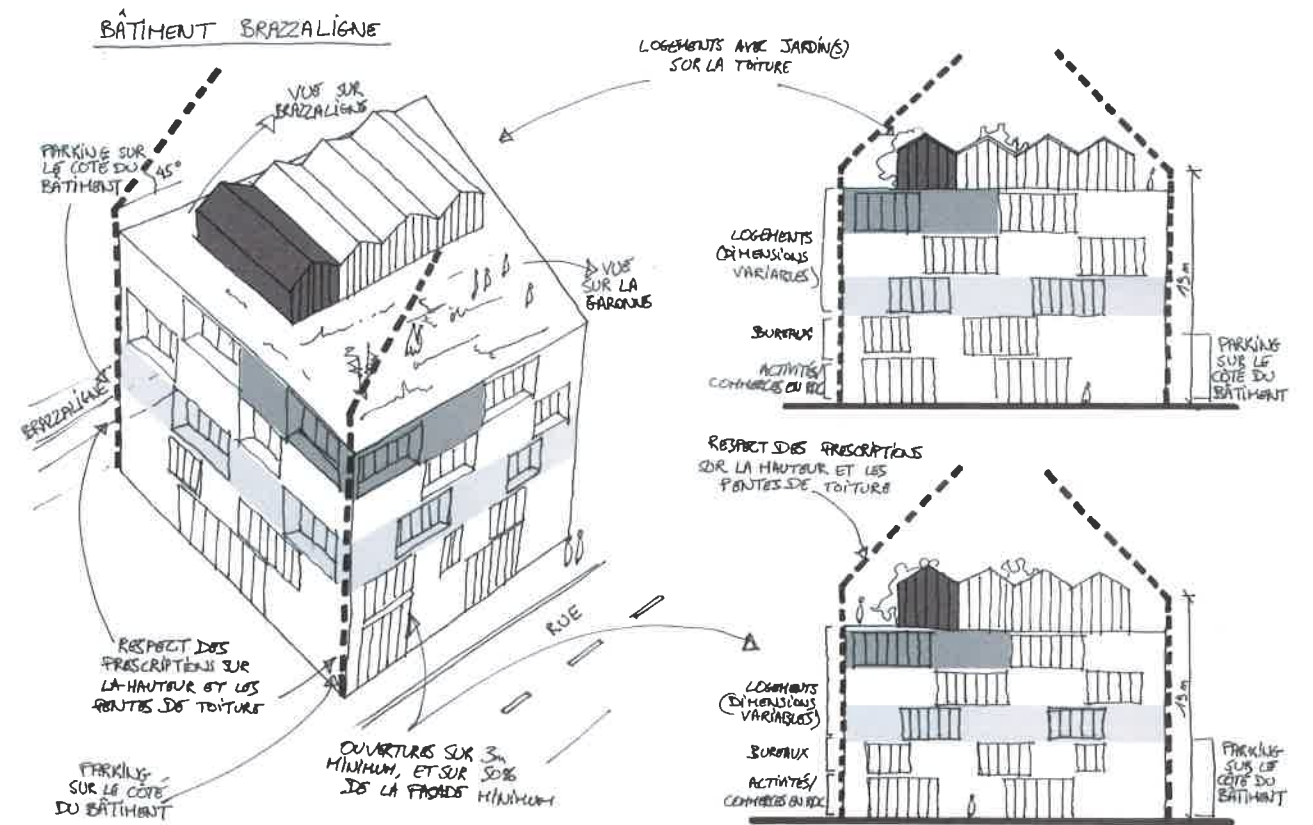 BÂTIMENT BRAZZALIGNE
VUE SUR
BRAZZALIGNE
PARKING SUR
LE CÔTÉ DU
BÂTIMENT
45°
LOGEMENTS AVEC JARDIN(S)
SUR LA TOITURE
VUE
SUR LA
GARONNE
BRAZZALIGNE
RUE
RESPECT DES
PRESCRIPTIONS SUR
LA HAUTEUR ET LES
PENTES DE TOITURE
PARKING
SUR LE CÔTÉ
DU BÂTIMENT
OUVERTURES SUR 3m
MINIMUM, ET SUR 50%
DE LA FAÇADE MINIMUM
LOGEMENTS
(DIMENSIONS
VARIABLES)
BUREAUX
ACTIVITÉS/
COMMERCES EN RDC
19m
PARKING
SUR LE
CÔTÉ DU
BÂTIMENT
RESPECT DES PRESCRIPTIONS
SUR LA HAUTEUR ET LES
PENTES DE TOITURE
LOGEMENTS
(DIMENSIONS
VARIABLES)
BUREAUX
ACTIVITÉS/
COMMERCES EN RDC
19m
PARKING
SUR LE
CÔTÉ DU
BÂTIMENT